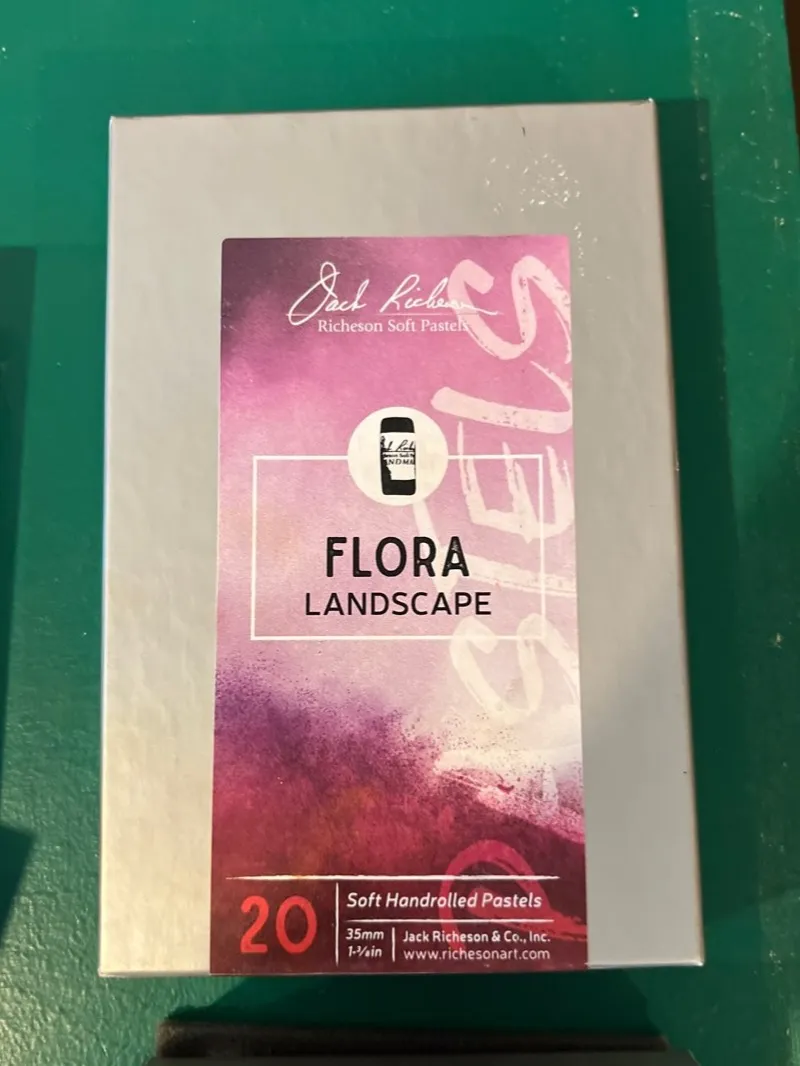 Jack Richeson
Richeson Soft Pastels
PASTELS
FLORA
LANDSCAPE
20
Soft Handrolled Pastels
35mm
1-3/8in
Jack Richeson & Co., Inc.
www.richesonart.com